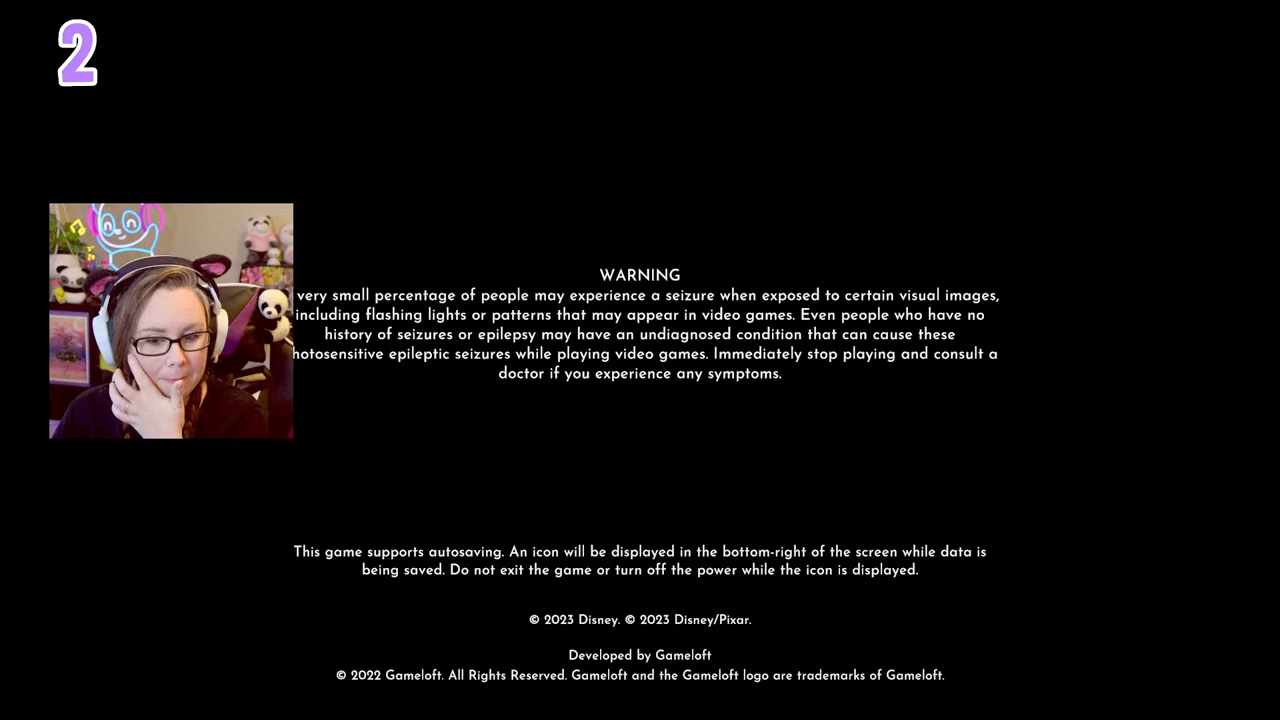 2
WARNING
very small percentage of people may experience a seizure when exposed to certain visual images,
including flashing lights or patterns that may appear in video games. Even people who have no
history of seizures or epilepsy may have an undiagnosed condition that can cause these
hotosensitive epileptic seizures while playing video games. Immediately stop playing and consult a
doctor if you experience any symptoms.
This game supports autosaving. An icon will be displayed in the bottom-right of the screen while data is
being saved. Do not exit the game or turn off the power while the icon is displayed.
© 2023 Disney. © 2023 Disney/Pixar.
Developed by Gameloft
© 2022 Gameloft. All Rights Reserved. Gameloft and the Gameloft logo are trademarks of Gameloft.